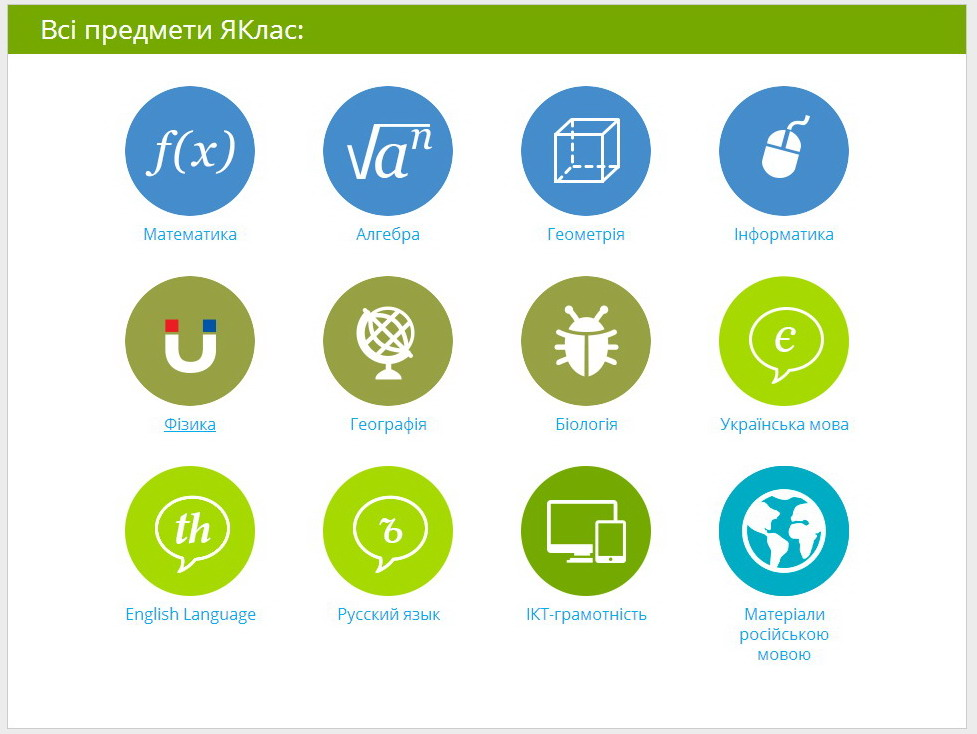 Всі предмети ЯКлас:
f(x)
√aⁿ
Математика
Алгебра
Геометрія
Інформатика
є
Фізика
Географія
Біологія
Українська мова
th
ъ
English Language
Русский язык
ІКТ-грамотність
Матеріали
російською
мовою